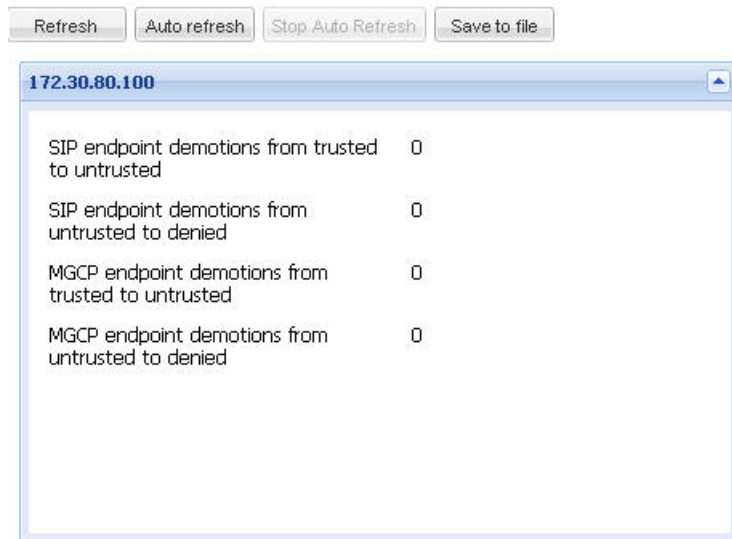 Refresh Auto refresh Stop Auto Refresh Save to file
172.30.80.100
SIP endpoint demotions from trusted 0
to untrusted
SIP endpoint demotions from 0
untrusted to denied
MGCP endpoint demotions from 0
trusted to untrusted
MGCP endpoint demotions from 0
untrusted to denied